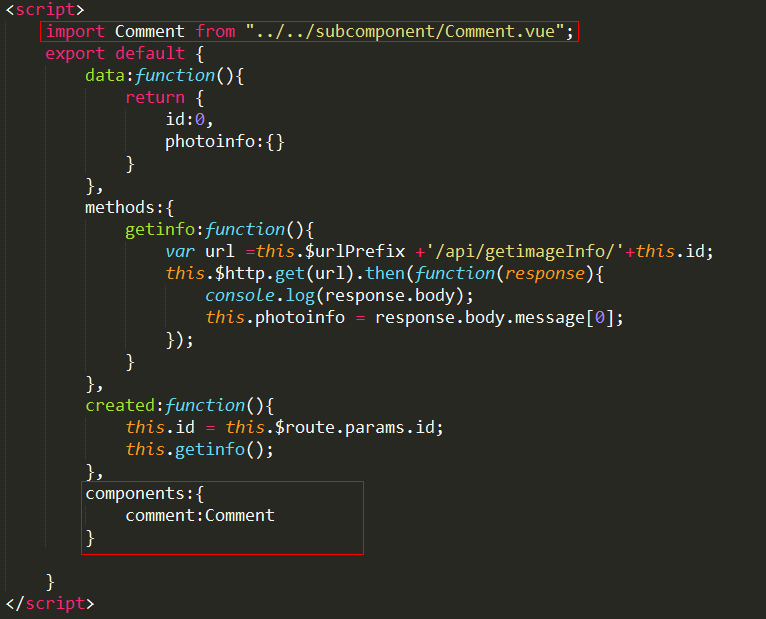 <script>
import Comment from "../../subcomponent/Comment.vue";
export default {
data:function(){
return {
id:0,
photoinfo:{}
}
},
methods:{
getinfo:function(){
var url =this.$urlPrefix +'/api/getimageInfo/'+this.id;
this.$http.get(url).then(function(response){
console.log(response.body);
this.photoinfo = response.body.message[0];
});
}
},
created:function(){
this.id = this.$route.params.id;
this.getinfo();
},
components:{
comment:Comment
}
}
</script>